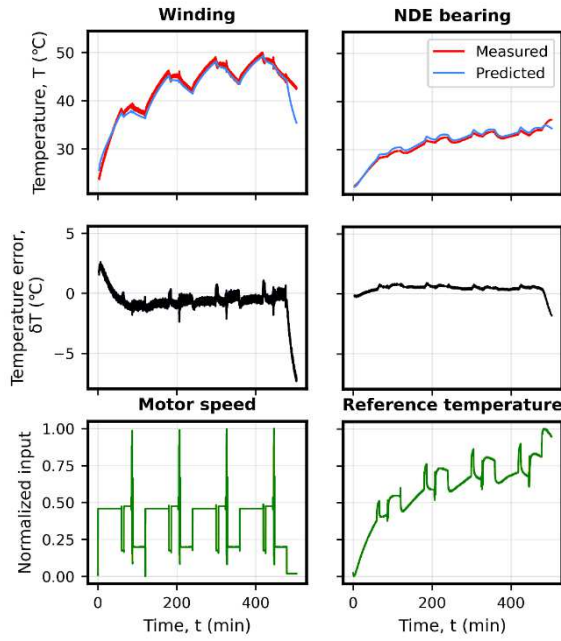 Winding
NDE bearing
Temperature, T (°C)
50
40
30
Measured
Predicted
Temperature error,
δT (°C)
5
0
−5
Motor speed
Reference temperature
Normalized input
1.00
0.75
0.50
0.25
0.00
0
200
400
0
200
400
Time, t (min)
Time, t (min)